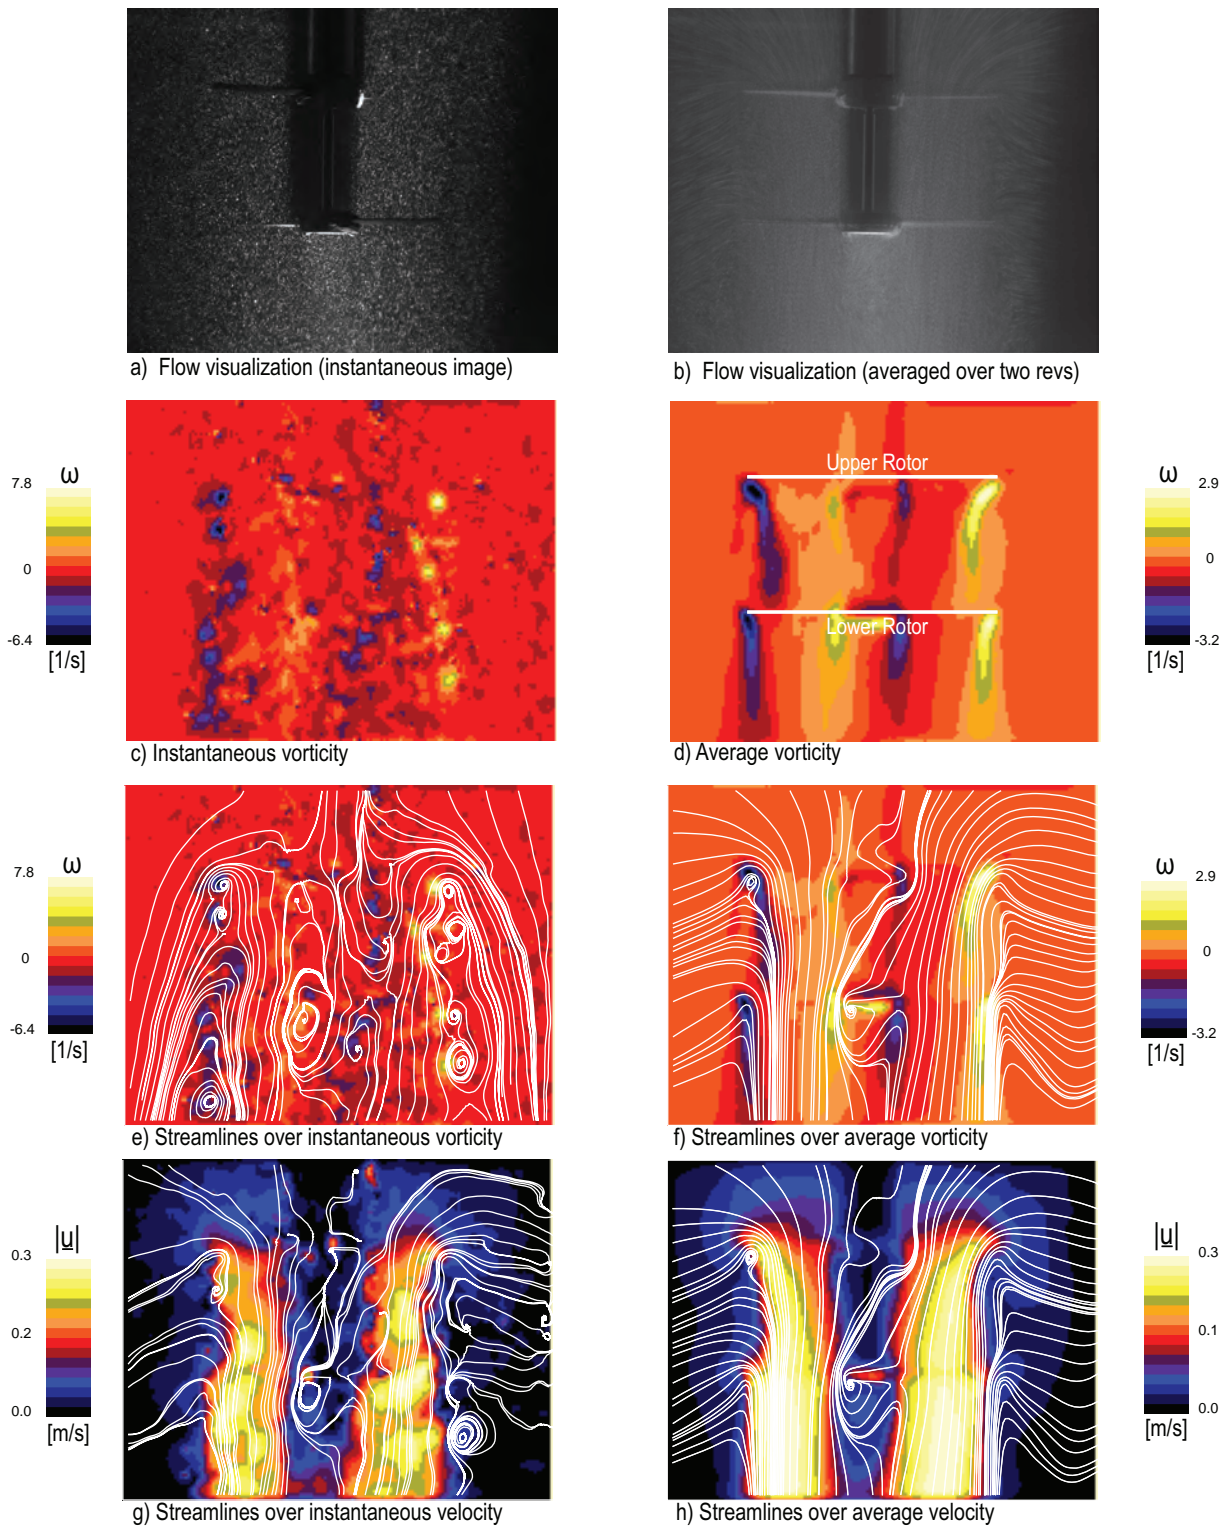 a) Flow visualization (instantaneous image)
b) Flow visualization (averaged over two revs)
ω
7.8
0
-6.4
[1/s]
Upper Rotor
Lower Rotor
ω
2.9
0
-3.2
[1/s]
c) Instantaneous vorticity
d) Average vorticity
ω
7.8
0
-6.4
[1/s]
ω
2.9
0
-3.2
[1/s]
e) Streamlines over instantaneous vorticity
f) Streamlines over average vorticity
|u|
0.3
0.2
0.0
[m/s]
|u|
0.3
0.1
0.0
[m/s]
g) Streamlines over instantaneous velocity
h) Streamlines over average velocity